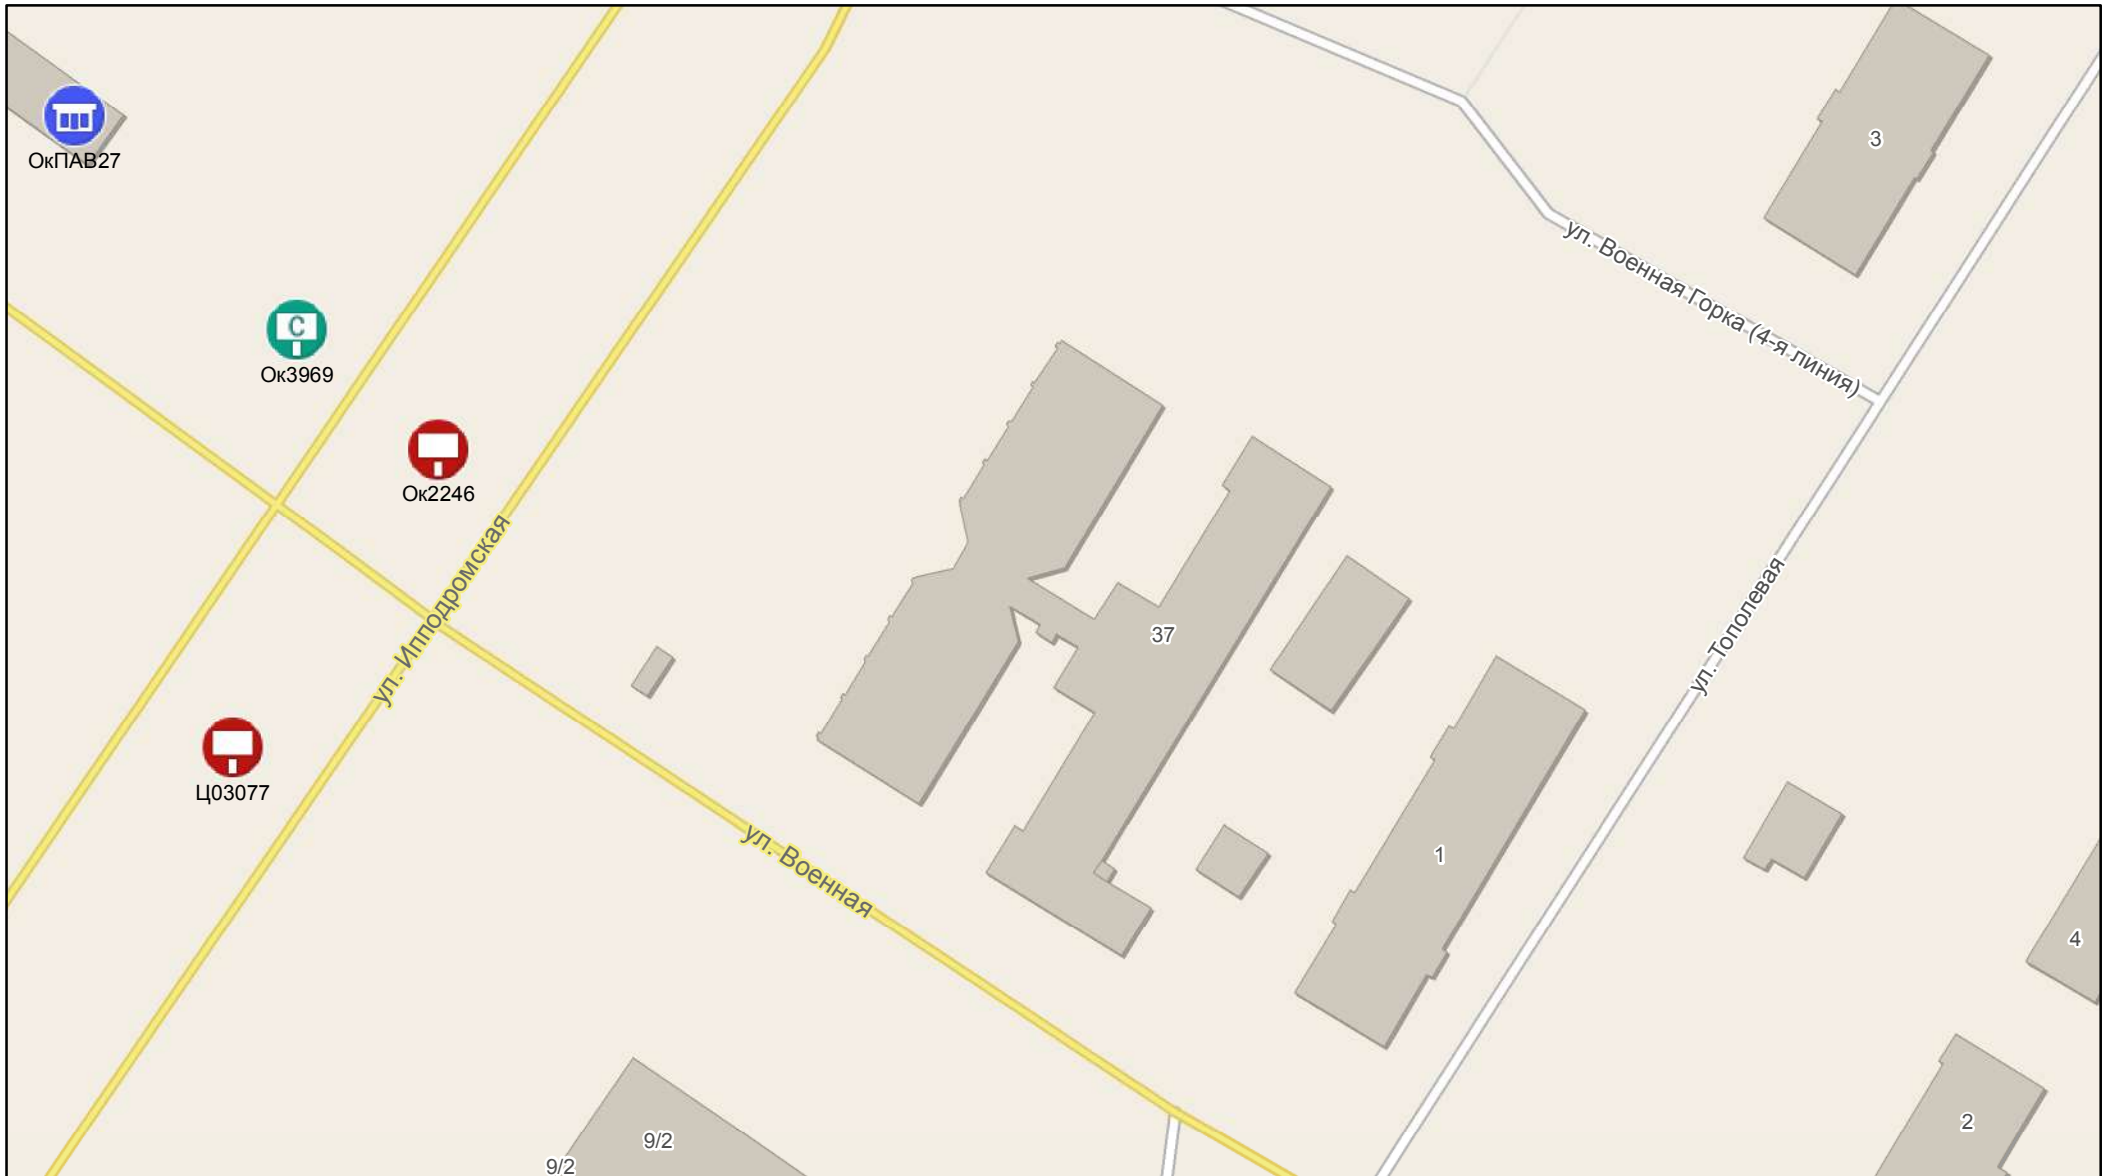 3
ОкПАВ27
ул. Военная Горка (4-я линия)
С
Ок3969
Ок2246
ул. Ипподромская
37
ул. Тополевая
Ц03077
ул. Военная
1
4
2
9/2
9/2